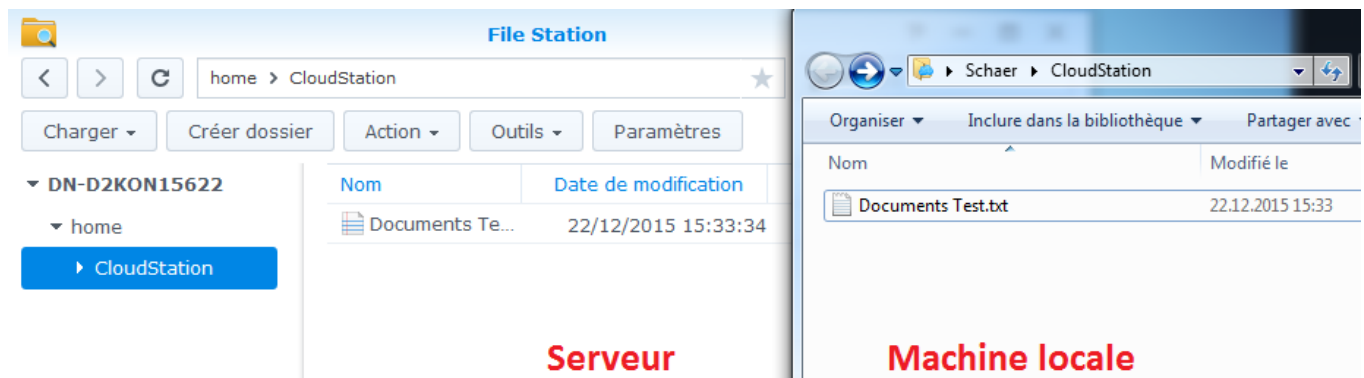 File Station
home > CloudStation
Charger
Créer dossier
Action
Outils
Paramètres
DN-D2KON15622
home
CloudStation
Nom
Date de modification
Documents Te...
22/12/2015 15:33:34
Serveur
Schaer
CloudStation
Organiser
Inclure dans la bibliothèque
Partager avec
Nom
Modifié le
Documents Test.txt
22.12.2015 15:33
Machine locale